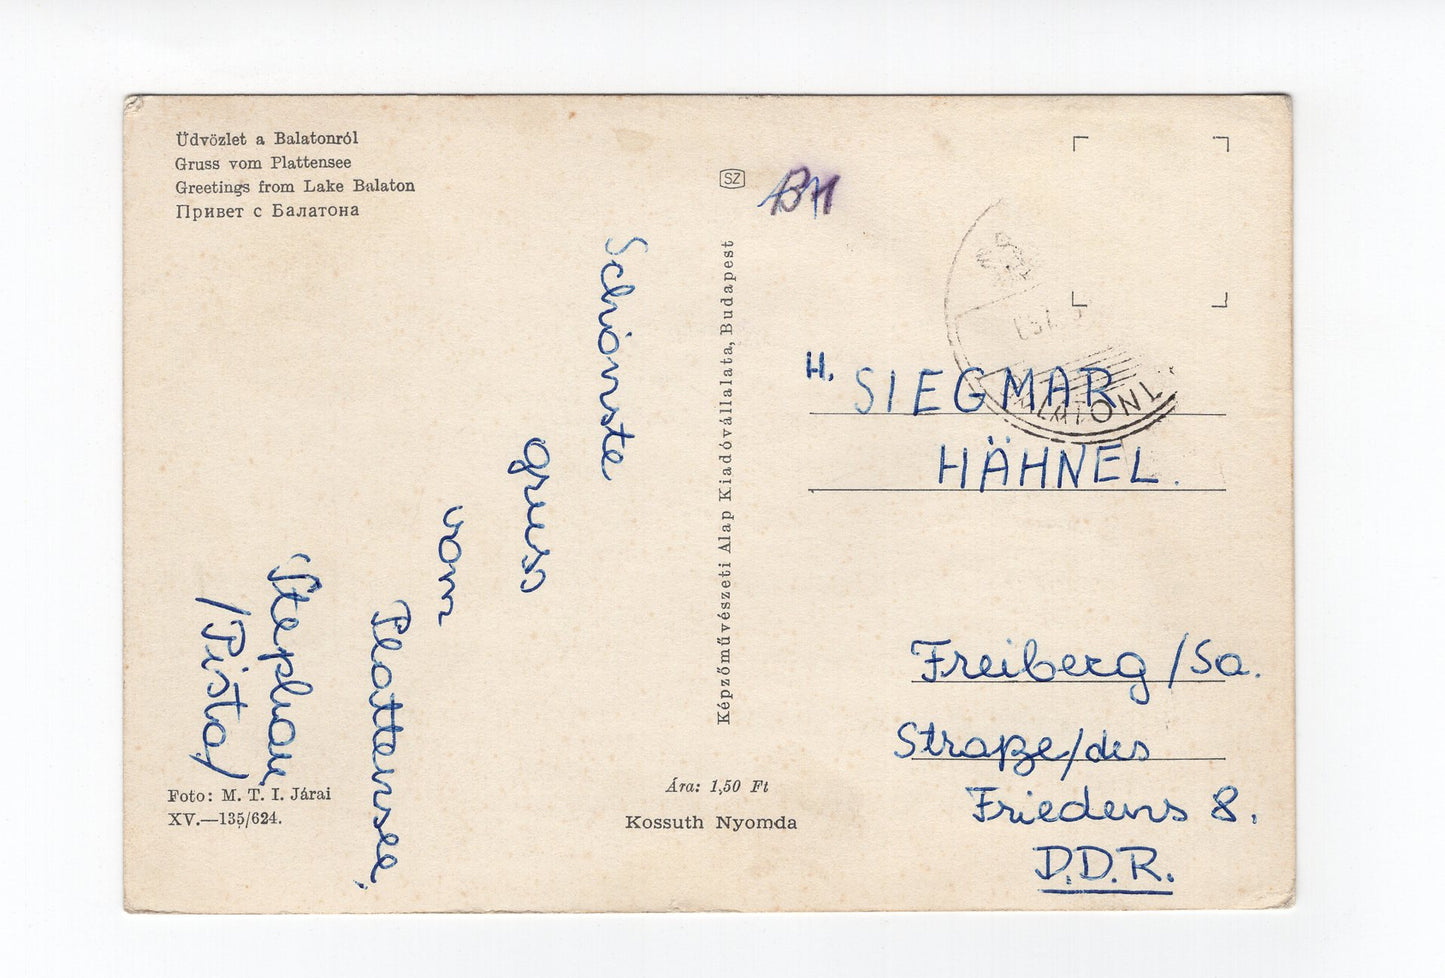 Üdvözlet a Balatonról
Gruss vom Plattensee
Greetings from Lake Balaton
Привет с Балатона
Schiönste
gruss
vom
Plattensee,
Stephan
/Pista/
Foto: M. T. I. Járai
XV.—135/624.
SZ
Képzőművészeti Alap Kiadóvállalata, Budapest
Ára: 1,50 Ft
Kossuth Nyomda
BM
H. SIEGMAR
HÄHNEL.
Freiberg /Sa.
Straße/des
Friedens 8.
D.D.R.